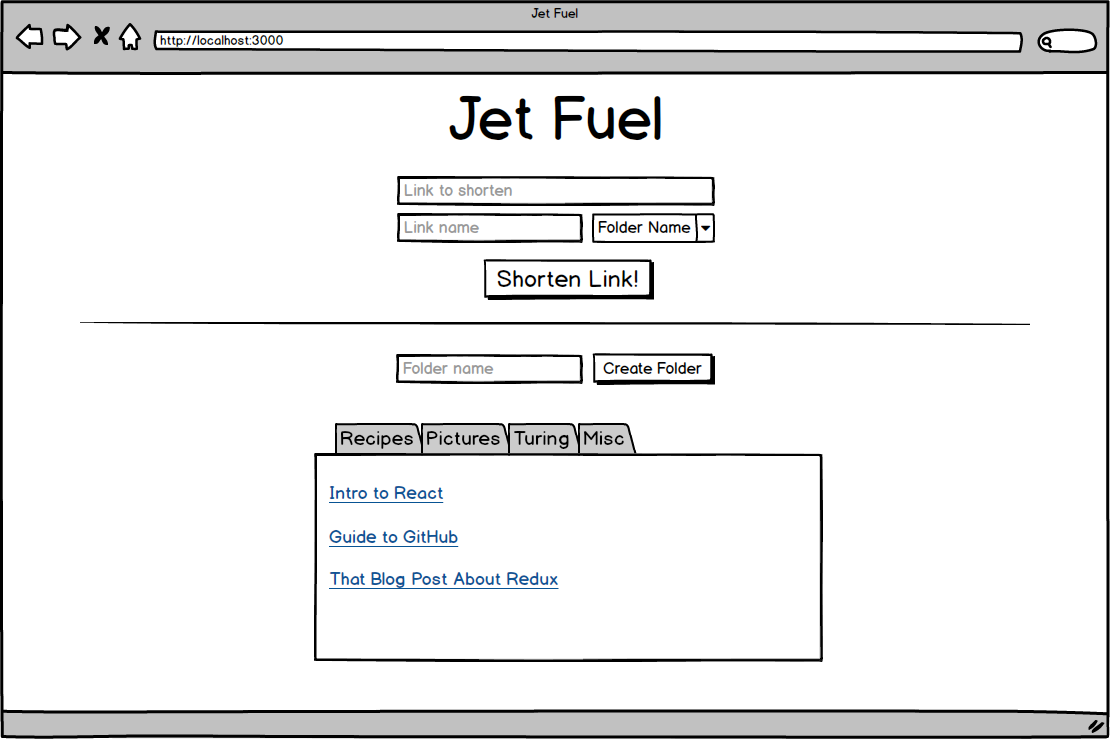 Jet Fuel
http://localhost:3000
Jet Fuel
Link to shorten
Link name Folder Name
Shorten Link!
Folder name Create Folder
Recipes Pictures Turing Misc
Intro to React
Guide to GitHub
That Blog Post About Redux